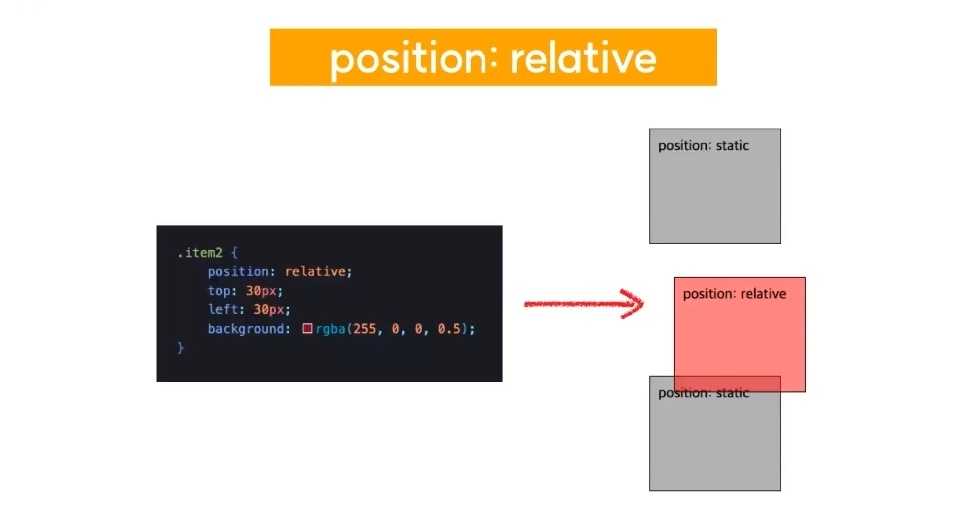 position: relative
position: static
.item2 {
position: relative;
top: 30px;
left: 30px;
background: rgba(255, 0, 0, 0.5);
}
position: relative
position: static